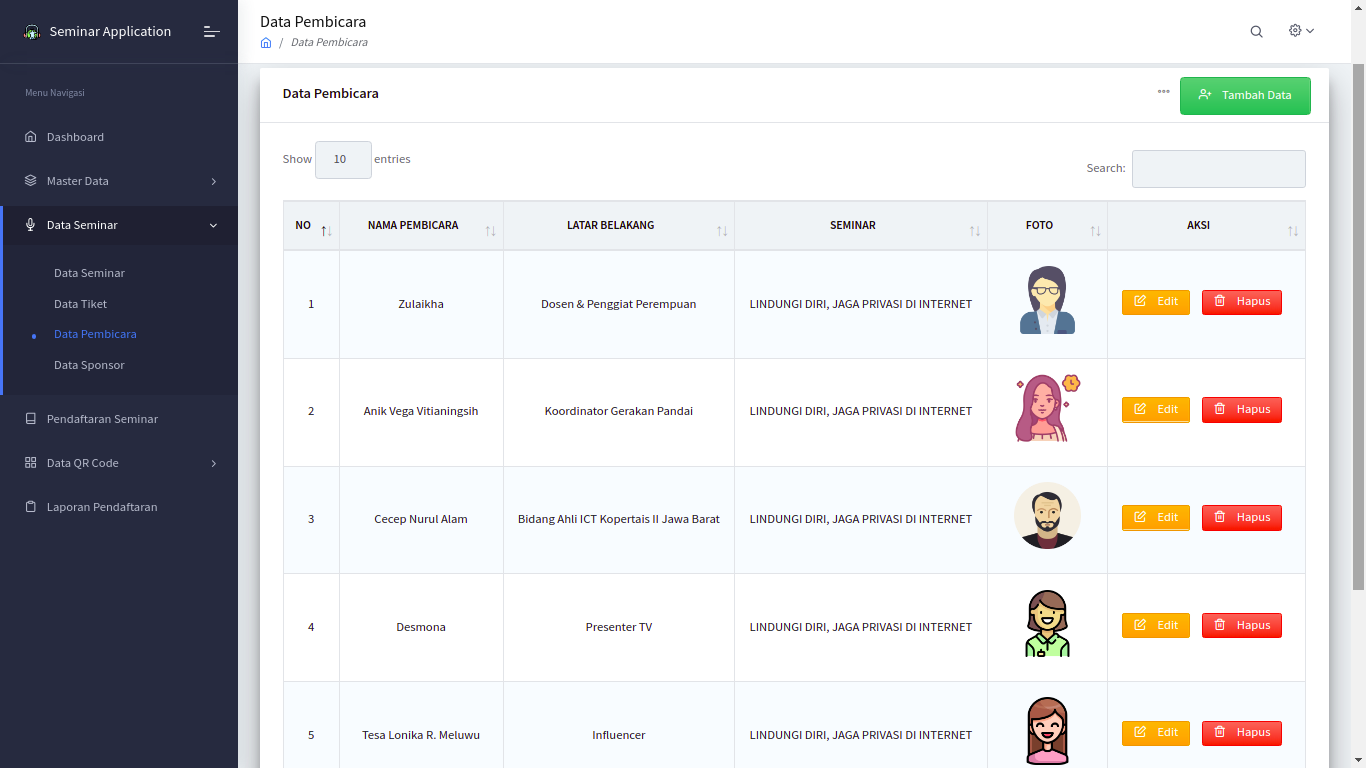 Seminar Application
Menu Navigasi
Dashboard
Master Data
Data Seminar
Data Seminar
Data Tiket
Data Pembicara
Data Sponsor
Pendaftaran Seminar
Data QR Code
Laporan Pendaftaran
Data Pembicara
/ Data Pembicara
Data Pembicara
Tambah Data
Show 10 entries
Search:
NO NAMA PEMBICARA LATAR BELAKANG SEMINAR FOTO AKSI
1 Zulaikha Dosen & Penggiat Perempuan LINDUNGI DIRI, JAGA PRIVASI DI INTERNET Edit Hapus
2 Anik Vega Vitianingsih Koordinator Gerakan Pandai LINDUNGI DIRI, JAGA PRIVASI DI INTERNET Edit Hapus
3 Cecep Nurul Alam Bidang Ahli ICT Kopertais II Jawa Barat LINDUNGI DIRI, JAGA PRIVASI DI INTERNET Edit Hapus
4 Desmona Presenter TV LINDUNGI DIRI, JAGA PRIVASI DI INTERNET Edit Hapus
5 Tesa Lonika R. Meluwu Influencer LINDUNGI DIRI, JAGA PRIVASI DI INTERNET Edit Hapus